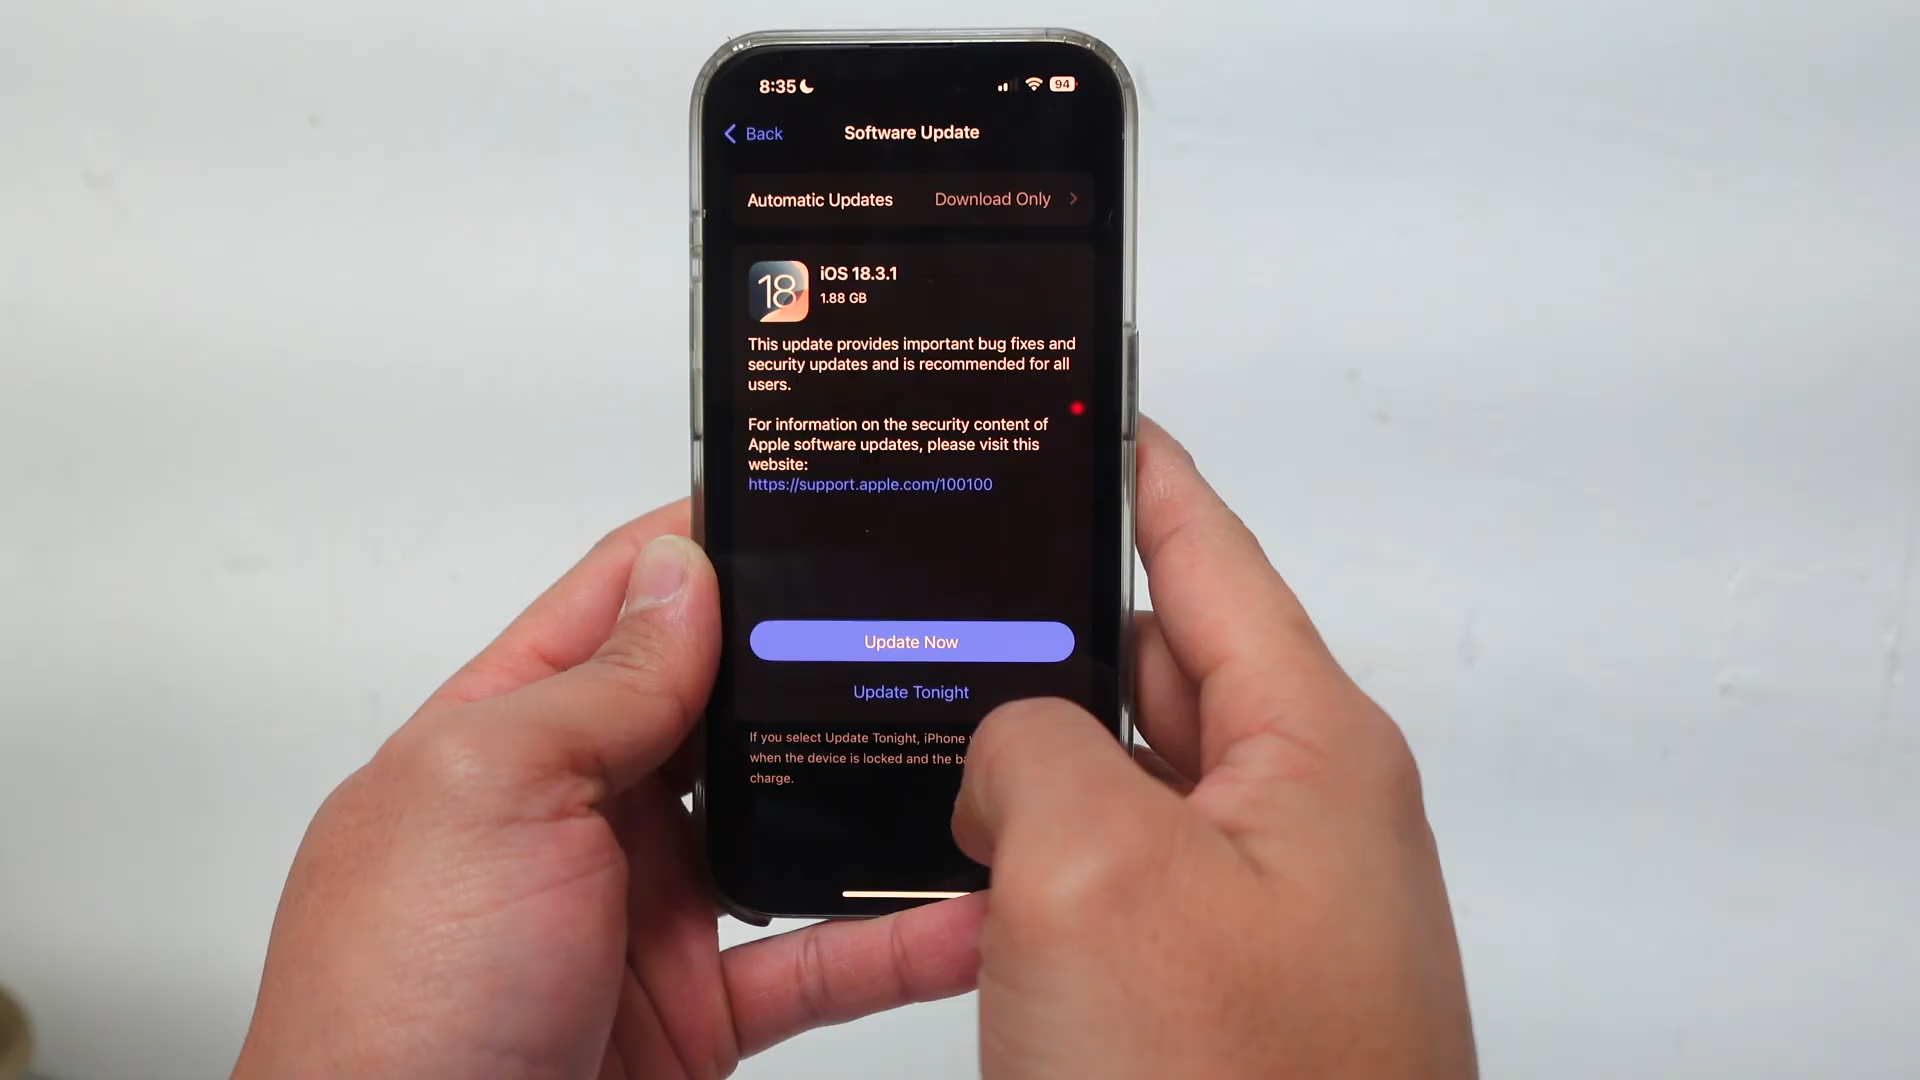 8:35
94
Back
Software Update
Automatic Updates
Download Only
18
iOS 18.3.1
1.88 GB
This update provides important bug fixes and
security updates and is recommended for all
users.
For information on the security content of
Apple software updates, please visit this
website:
https://support.apple.com/100100
Update Now
Update Tonight
If you select Update Tonight, iPhone
when the device is locked and the
charge.